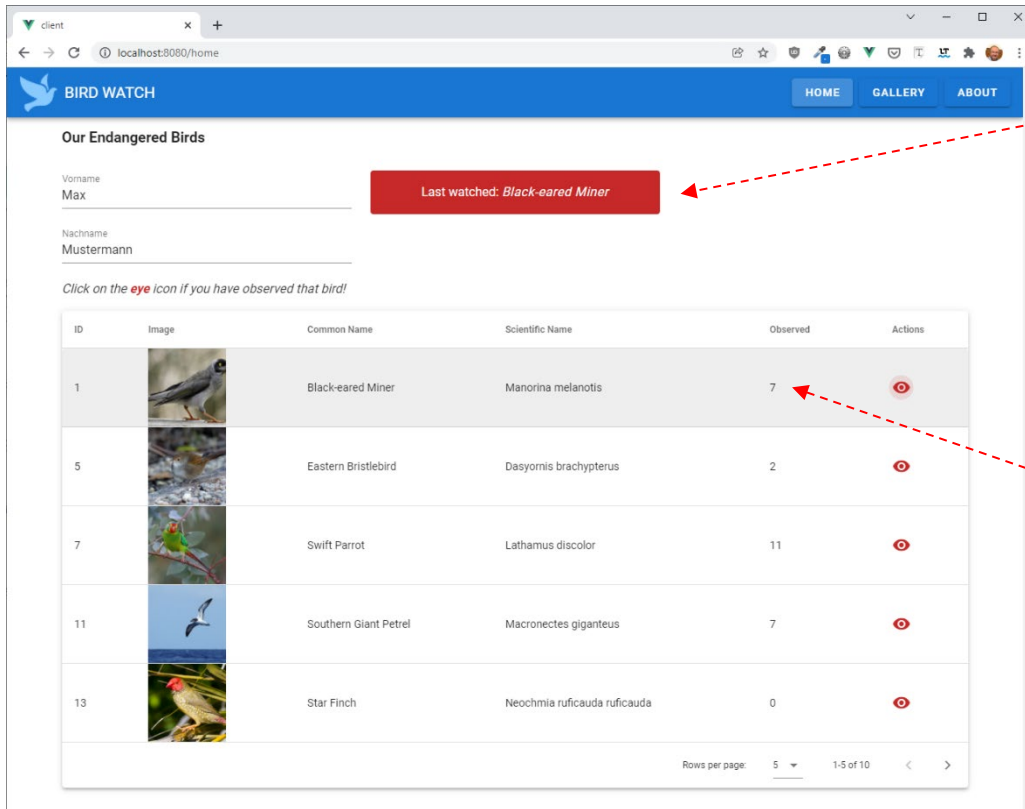 client
localhost:8080/home
BIRD WATCH HOME GALLERY ABOUT
Our Endangered Birds
Vorname
Max
Last watched: Black-eared Miner
Nachname
Mustermann
Click on the eye icon if you have observed that bird!
ID Image Common Name Scientific Name Observed Actions
1 Black-eared Miner Manorina melanotis 7
5 Eastern Bristlebird Dasyornis brachypterus 2
7 Swift Parrot Lathamus discolor 11
11 Southern Giant Petrel Macronectes giganteus 7
13 Star Finch Neochmia ruficauda ruficauda 0
Rows per page: 5 1-5 of 10